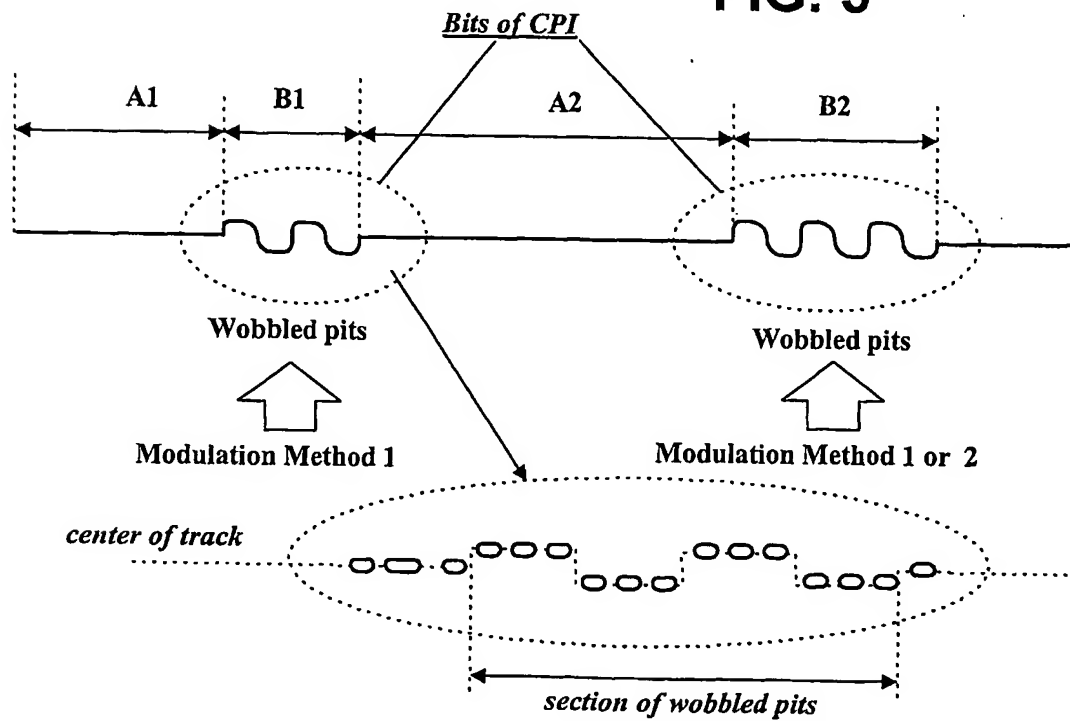 Bits of CPI
A1
B1
A2
B2
Wobbled pits
Wobbled pits
Modulation Method 1
Modulation Method 1 or 2
center of track
section of wobbled pits